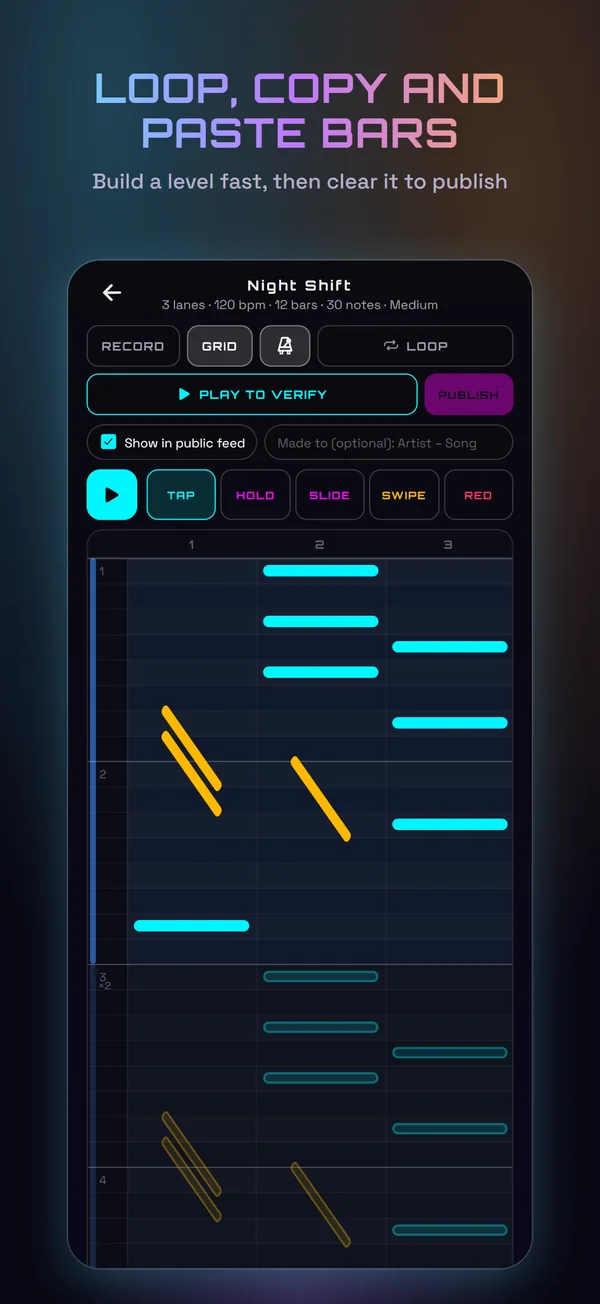 LOOP, COPY AND
PASTE BARS
Build a level fast, then clear it to publish
Night Shift
3 lanes · 120 bpm · 12 bars · 30 notes · Medium
RECORD
GRID
LOOP
PLAY TO VERIFY
PUBLISH
Show in public feed
Made to (optional): Artist – Song
TAP
HOLD
SLIDE
SWIPE
RED
1
2
3
1
2
3
×2
4